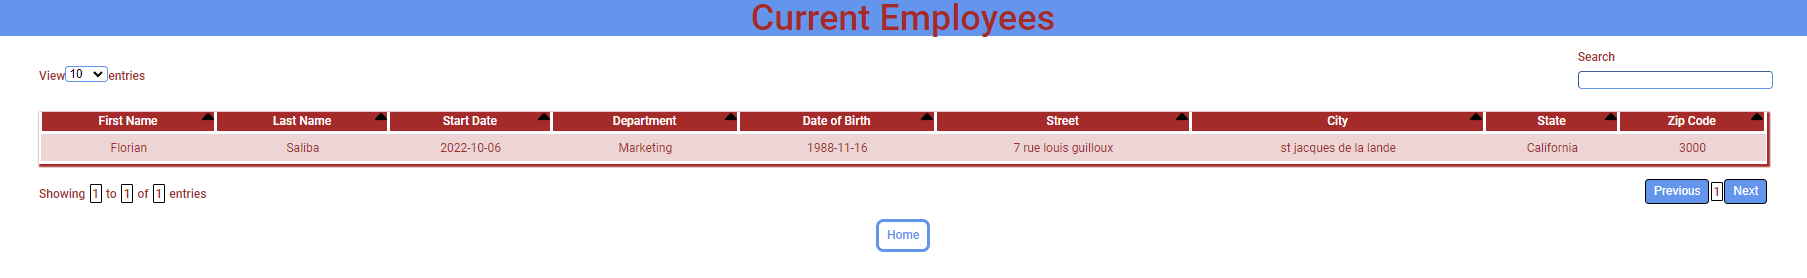 Current Employees
Search
View 10 entries
First Name Last Name Start Date Department Date of Birth Street City State Zip Code
Florian Saliba 2022-10-06 Marketing 1988-11-16 7 rue louis guilloux st jacques de la lande California 3000
Showing 1 to 1 of 1 entries
Previous 1 Next
Home